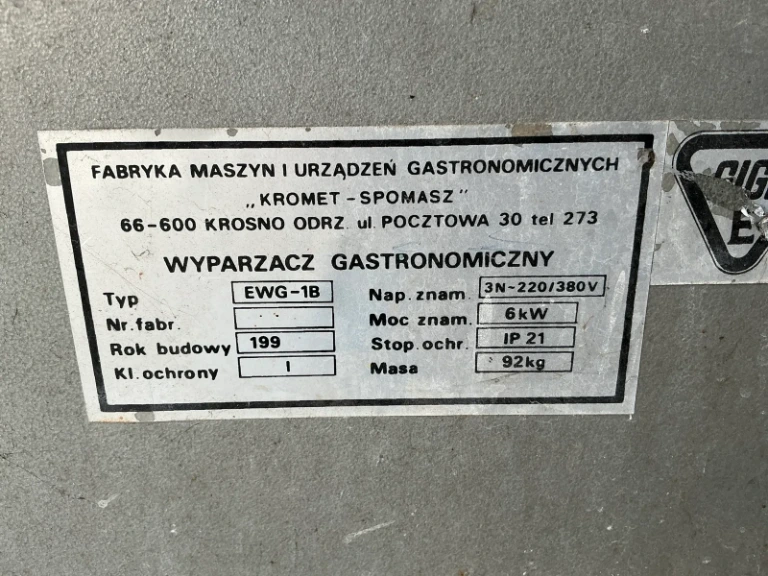 FABRYKA MASZYN I URZĄDZEŃ GASTRONOMICZNYCH
„KROMET - SPOMASZ"
66-600 KROSNO ODRZ. ul. POCZTOWA 30 tel 273
WYPARZACZ GASTRONOMICZNY
Typ EWG-1B Nap. znam. 3N~220/380V
Nr. fabr. Moc znam. 6kW
Rok budowy 199 Stop. ochr. IP 21
Kl. ochrony I Masa 92kg